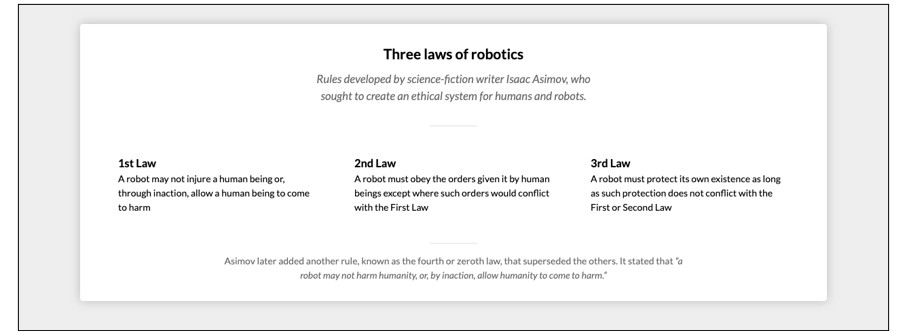 Three laws of robotics
Rules developed by science-fiction writer Isaac Asimov, who
sought to create an ethical system for humans and robots.
1st Law
A robot may not injure a human being or,
through inaction, allow a human being to come
to harm
2nd Law
A robot must obey the orders given it by human
beings except where such orders would conflict
with the First Law
3rd Law
A robot must protect its own existence as long
as such protection does not conflict with the
First or Second Law
Asimov later added another rule, known as the fourth or zeroth law, that superseded the others. It stated that “a
robot may not harm humanity, or, by inaction, allow humanity to come to harm.”